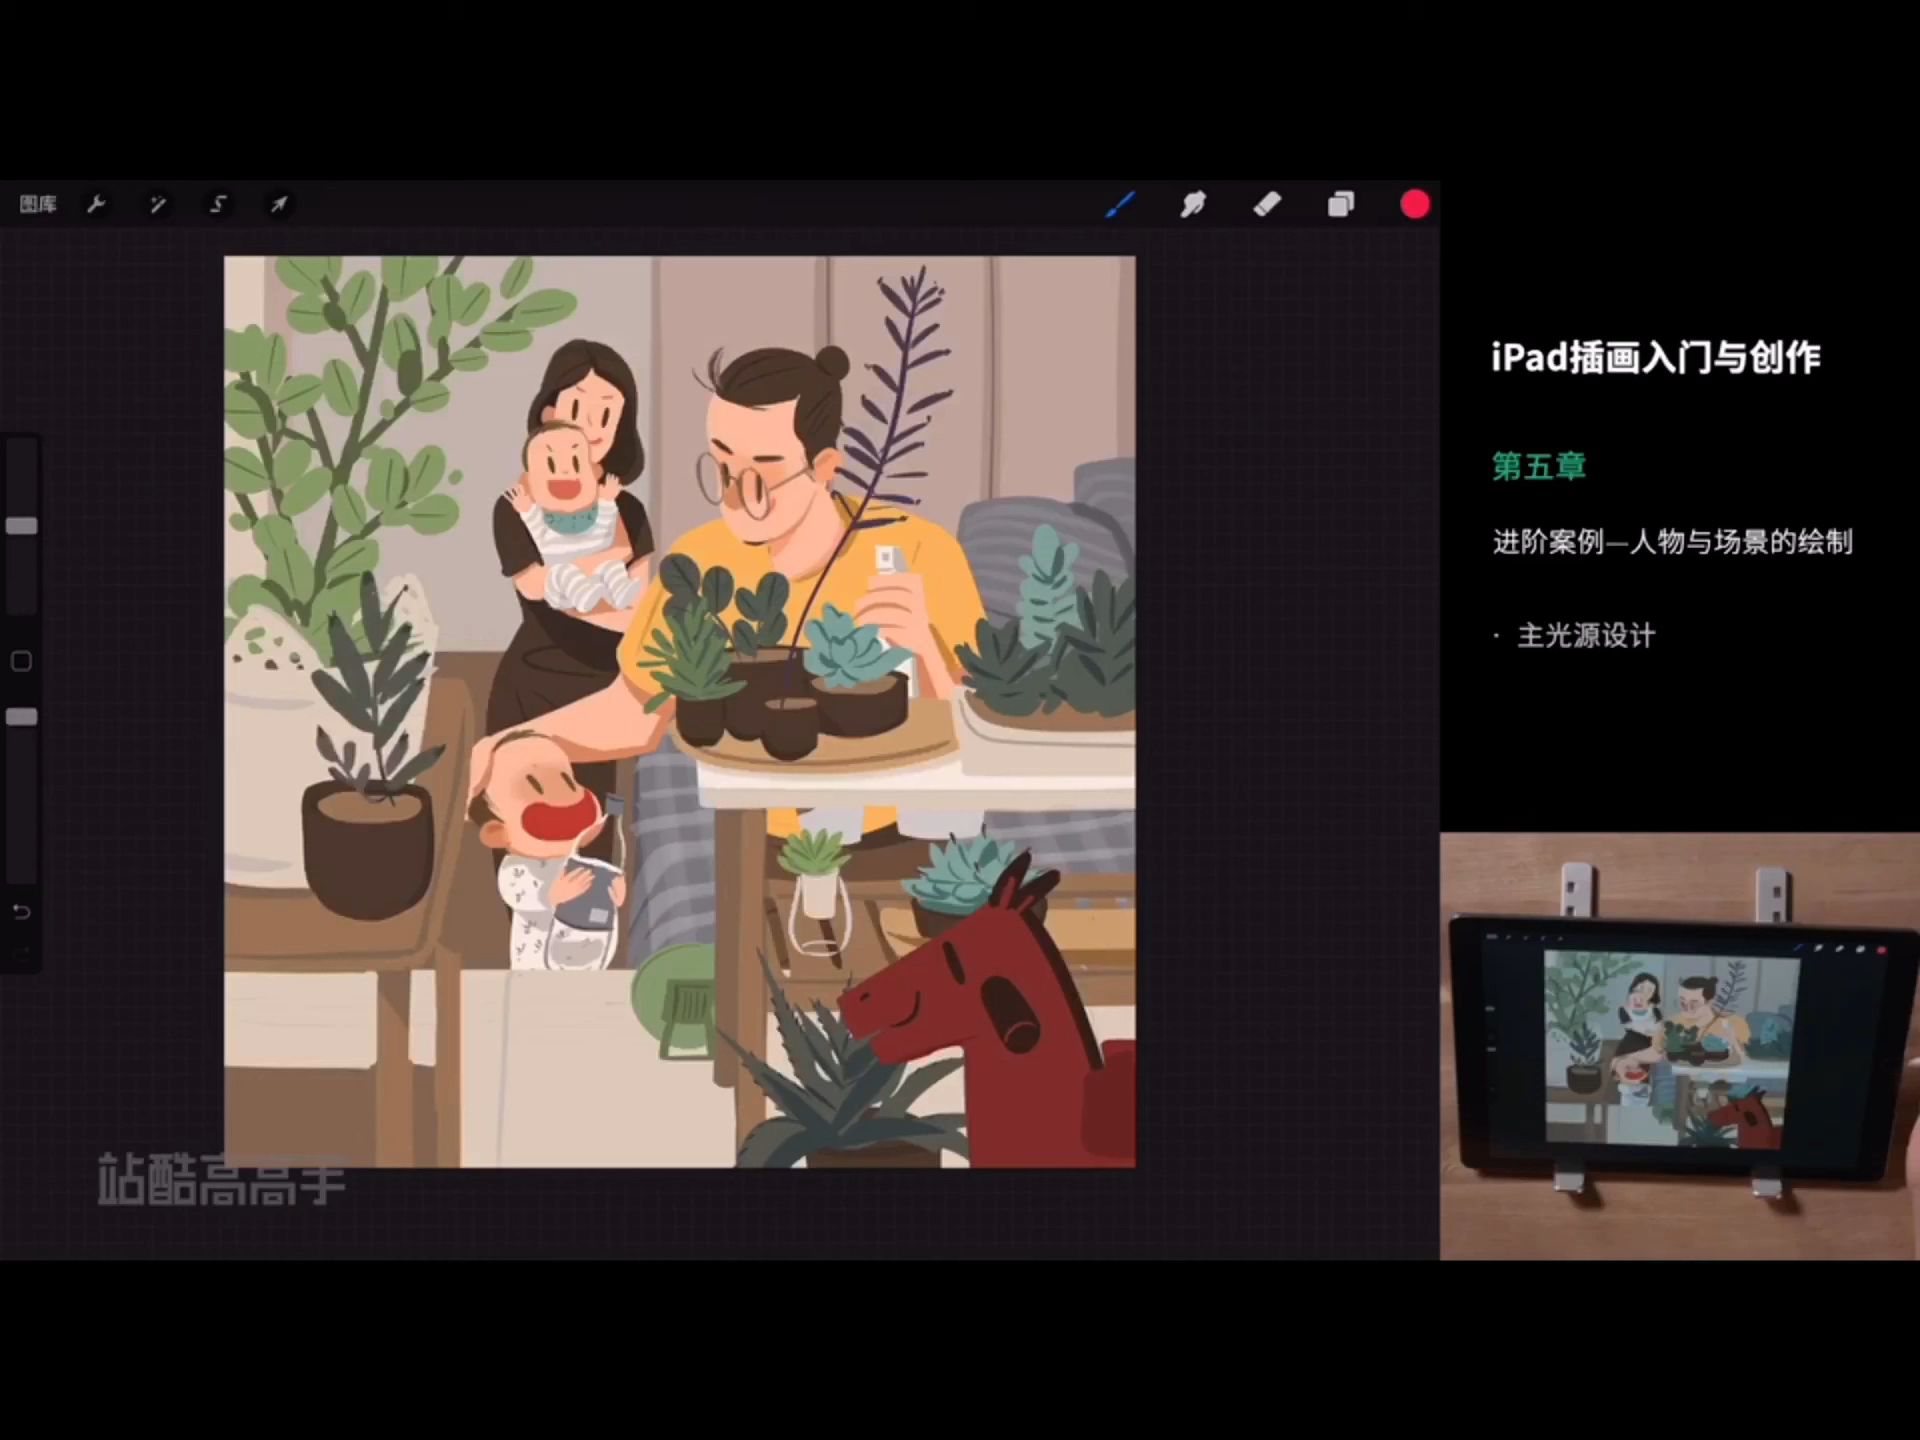 图库
iPad插画入门与创作
第五章
进阶案例—人物与场景的绘制
· 主光源设计
站酷高高手